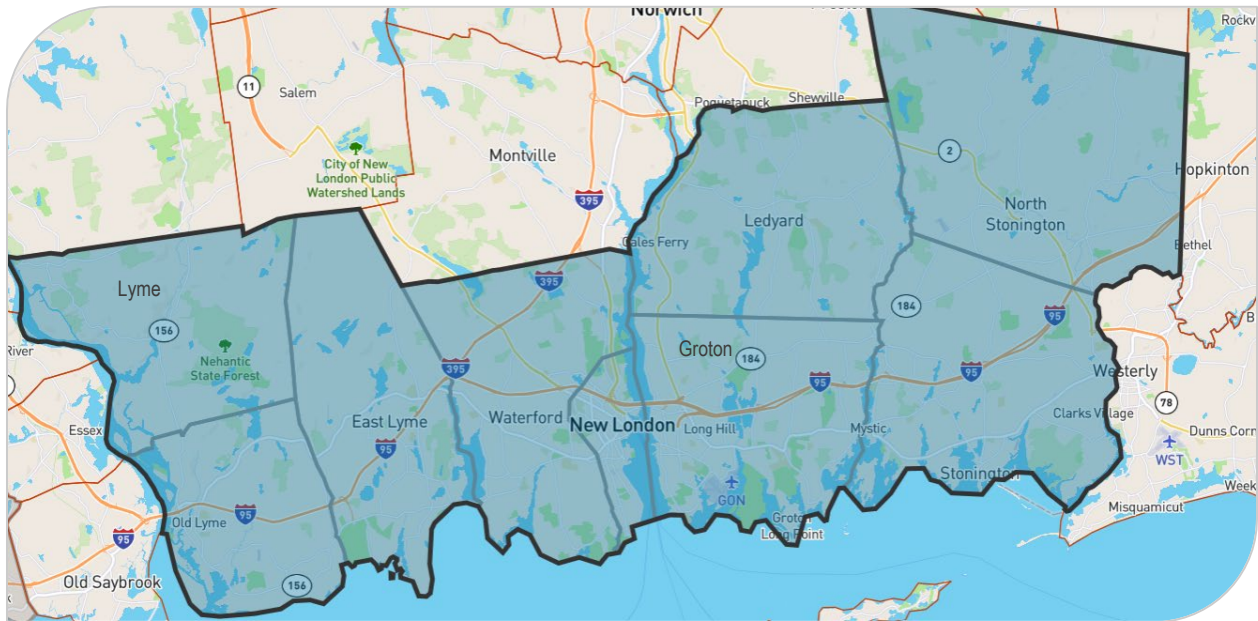 Norwich
Rockv
11
Salem
Poquetanuck
Shewville
City of New
London Public
Watershed Lands
Montville
2
Hopkinton
395
North
Stonington
Ledyard
Gales Ferry
Bethel
395
Lyme
184
95
156
B
River
Nehantic
State Forest
Groton
184
395
95
95
Westerly
78
Essex
East Lyme
Waterford
New London
Long Hill
Mystic
Clarks Village
Dunns Corn
95
WST
Stonington
GON
Week
Old Lyme
95
Groton
Long Point
Misquamicut
95
Old Saybrook
156
k